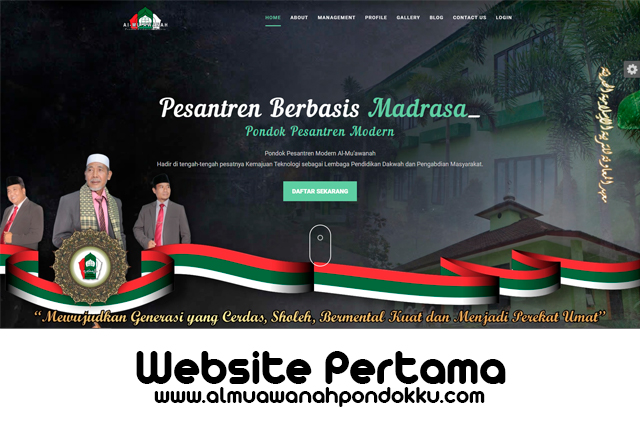 AL-MU'AWANAH
HOME ABOUT MANAGEMENT PROFILE GALLERY BLOG CONTACT US LOGIN
Pesantren Berbasis Madrasa_
Pondok Pesantren Modern
Pondok Pesantren Modern Al-Mu'awanah
Hadir di tengah-tengah pesatnya Kemajuan Teknologi sebagai Lembaga Pendidikan Dakwah dan Pengabdian Masyarakat.
DAFTAR SEKARANG
“Mewujudkan Generasi yang Cerdas, Sholeh, Bermental Kuat dan Menjadi Perekat Umat”
Website Pertama
www.almuawanahpondokku.com